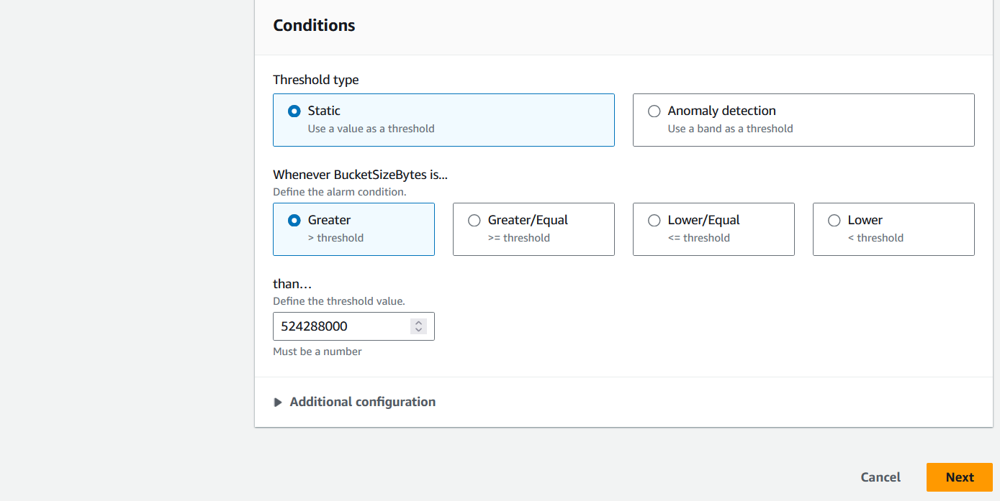 Conditions
Threshold type
Static
Use a value as a threshold
Anomaly detection
Use a band as a threshold
Whenever BucketSizeBytes is...
Define the alarm condition.
Greater
> threshold
Greater/Equal
>= threshold
Lower/Equal
<= threshold
Lower
< threshold
than...
Define the threshold value.
524288000
Must be a number
Additional configuration
Cancel
Next